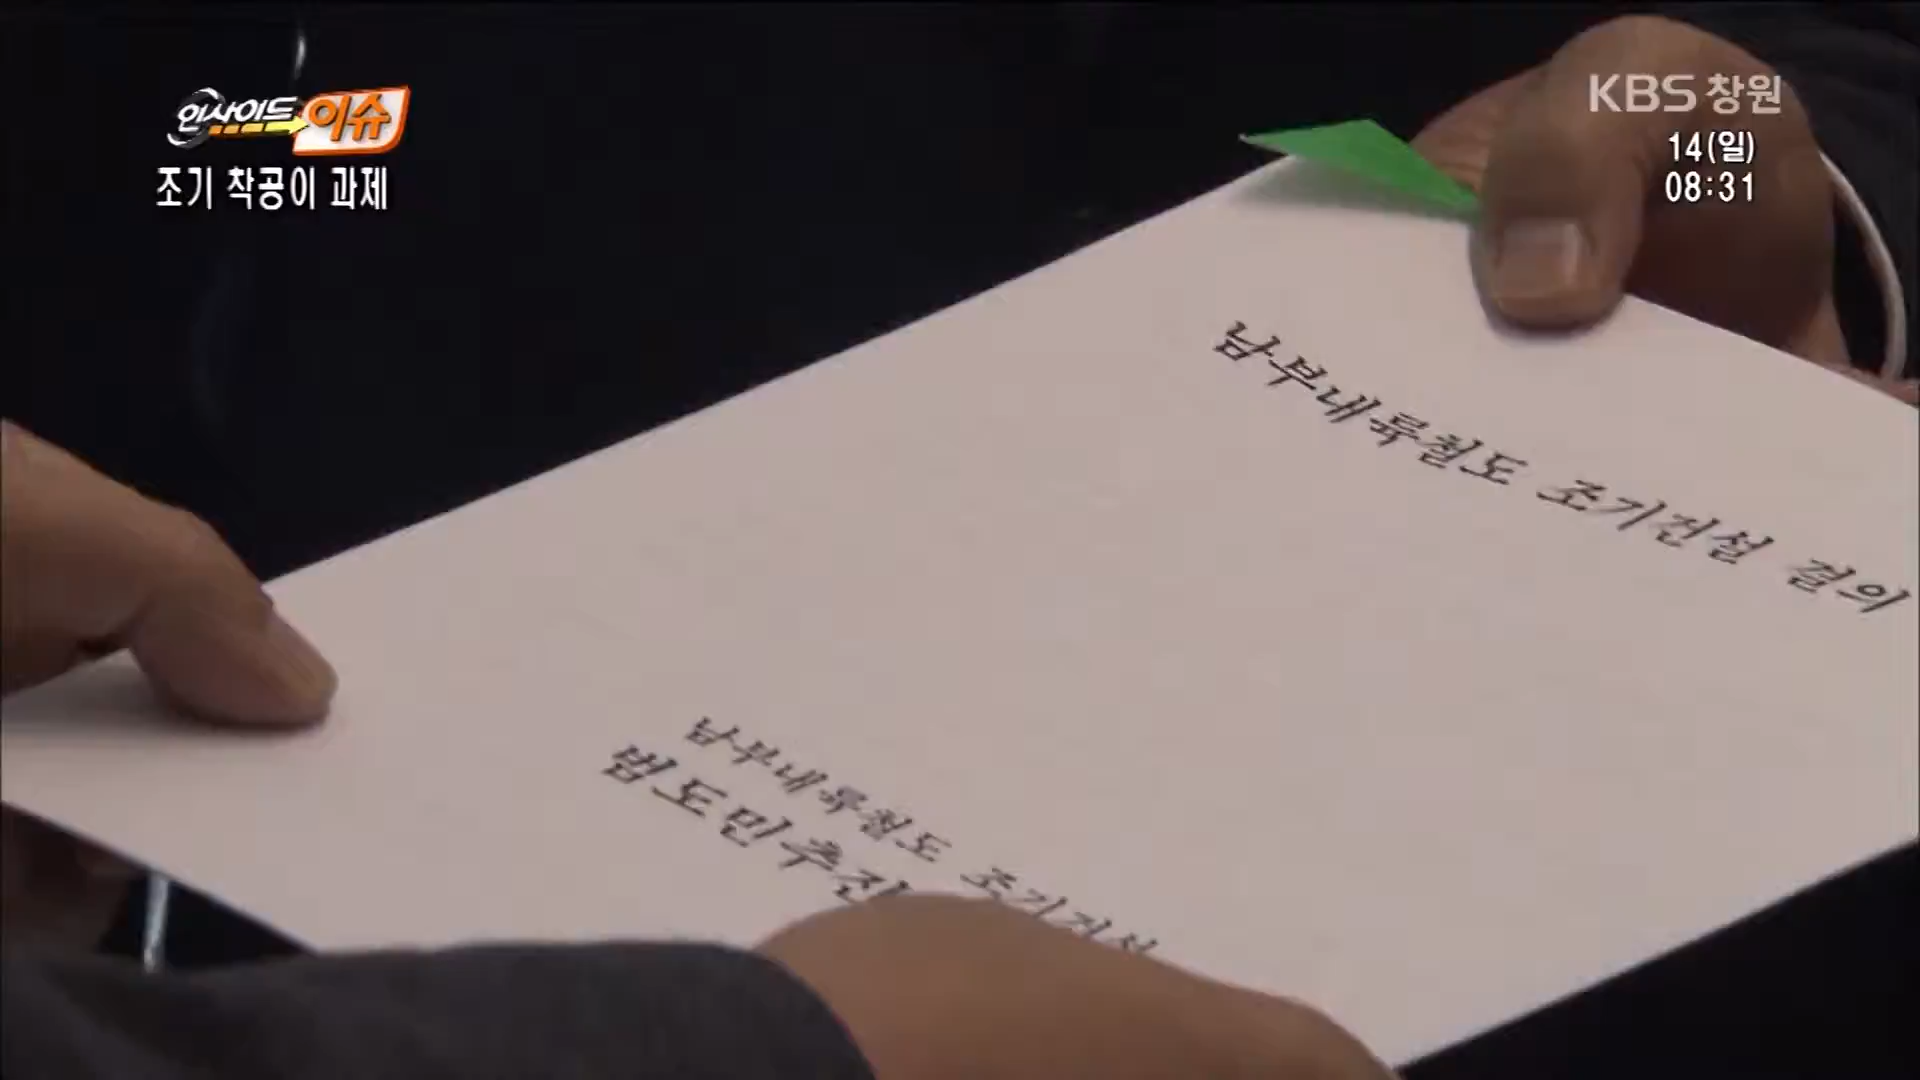 인사이드 이슈
조기 착공이 과제
KBS 창원
14(일)
08:31
남부내륙철도 조기건설 결의
남부내륙철도 조기건설
범도민추진